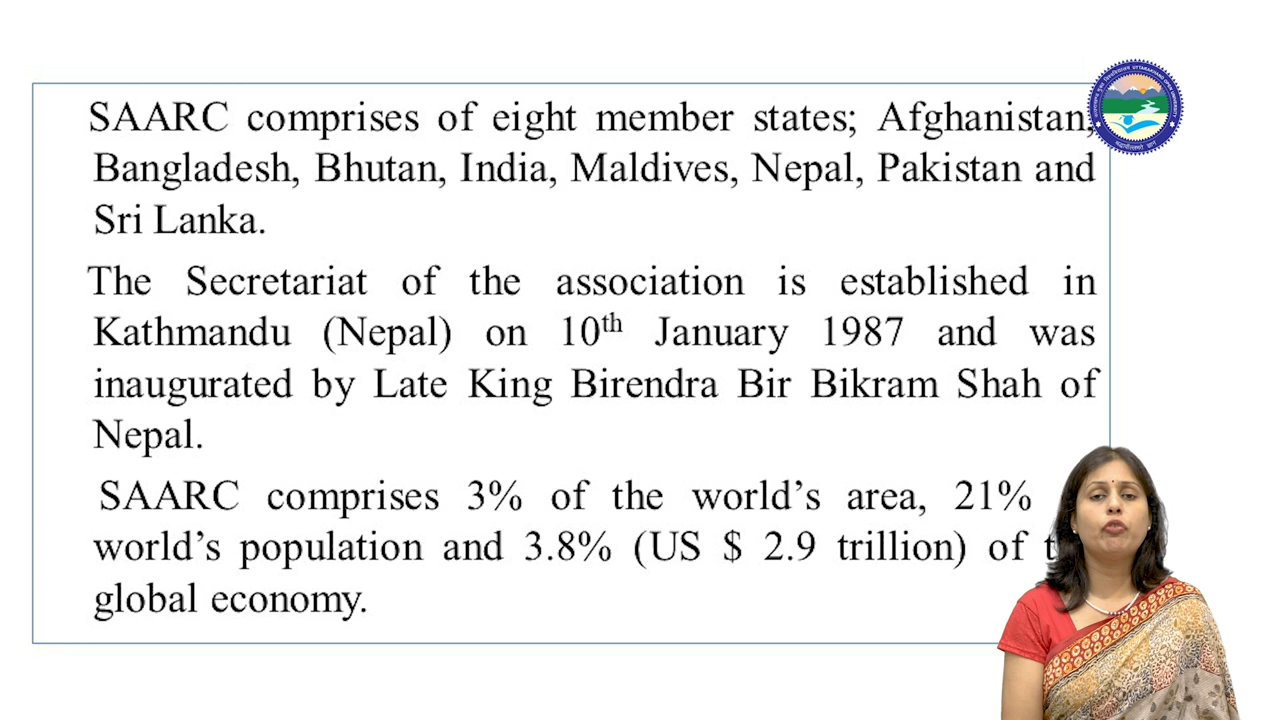 SAARC comprises of eight member states; Afghanistan,
Bangladesh, Bhutan, India, Maldives, Nepal, Pakistan and
Sri Lanka.
The Secretariat of the association is established in
Kathmandu (Nepal) on 10th January 1987 and was
inaugurated by Late King Birendra Bir Bikram Shah of
Nepal.
SAARC comprises 3% of the world’s area, 21%
world’s population and 3.8% (US $ 2.9 trillion) of
global economy.